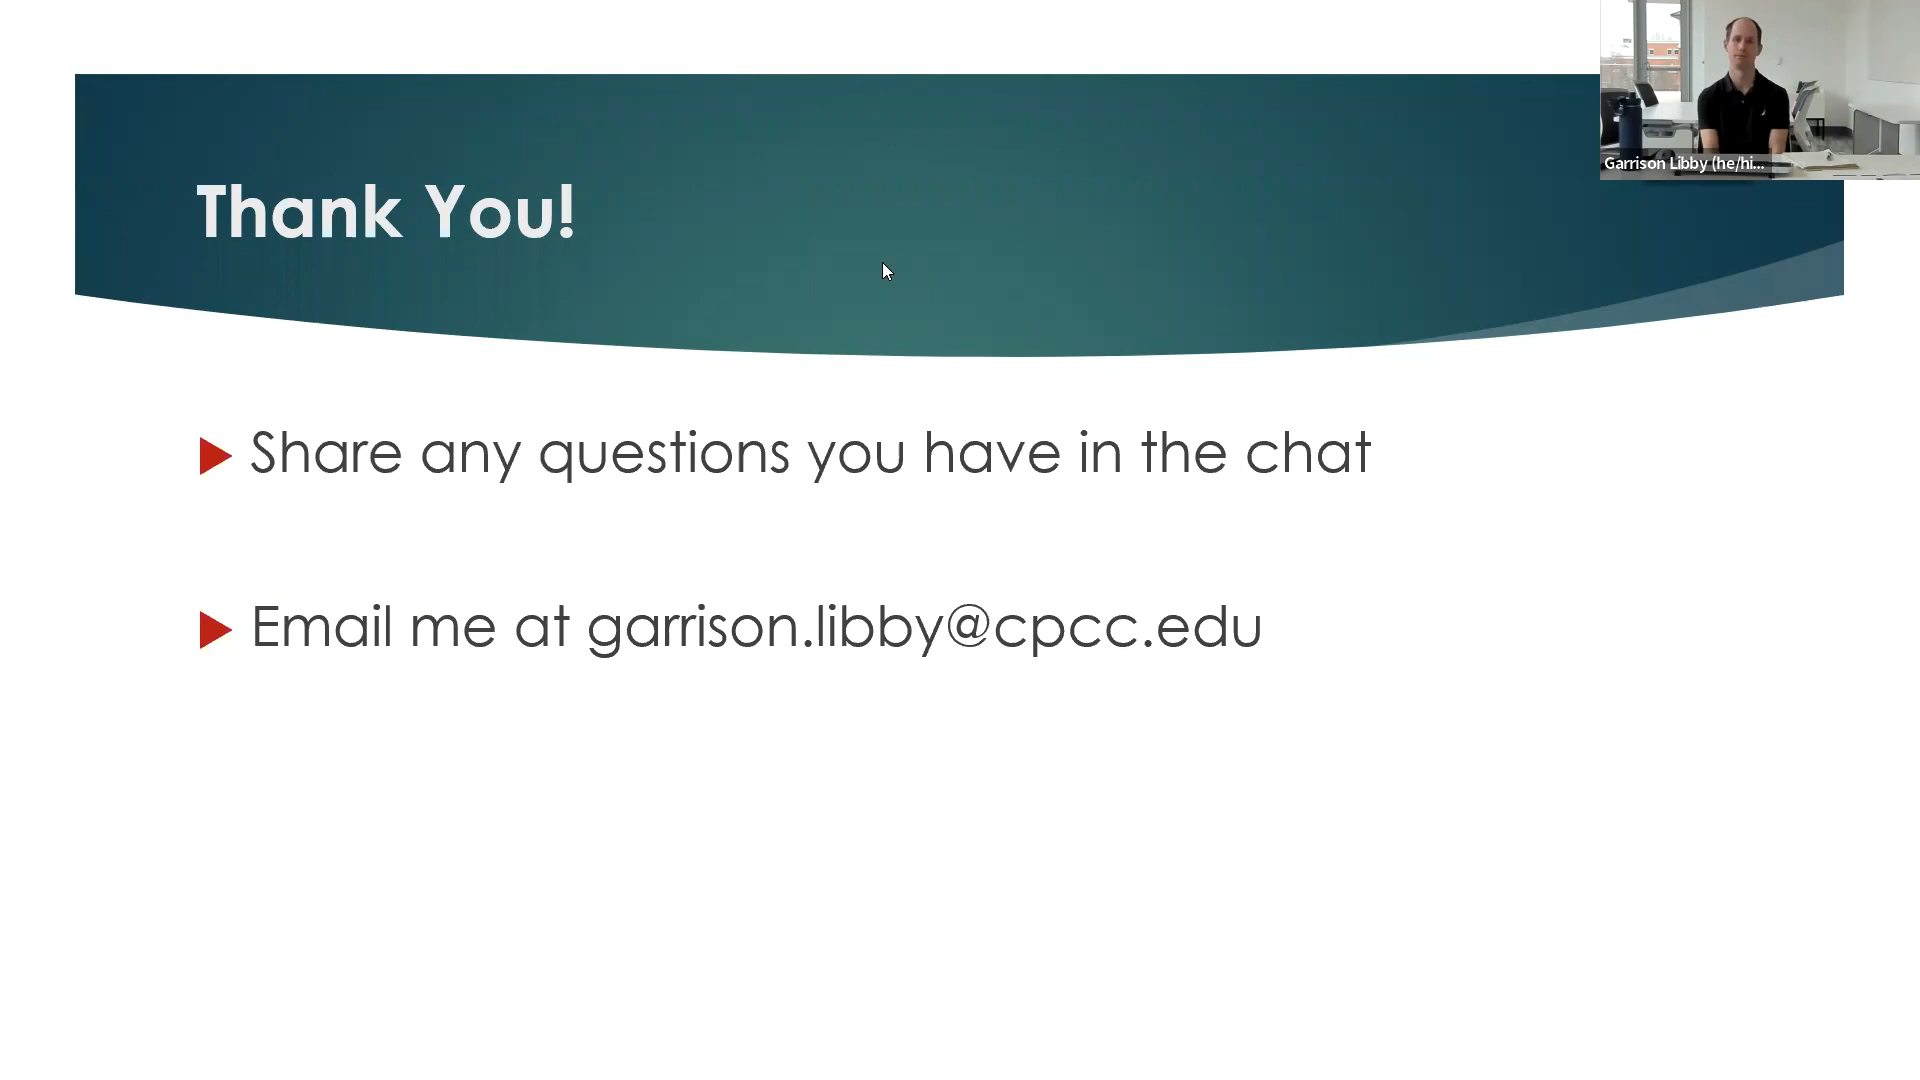 Garrison Libby (he/hi...
Thank You!
Share any questions you have in the chat
Email me at garrison.libby@cpcc.edu